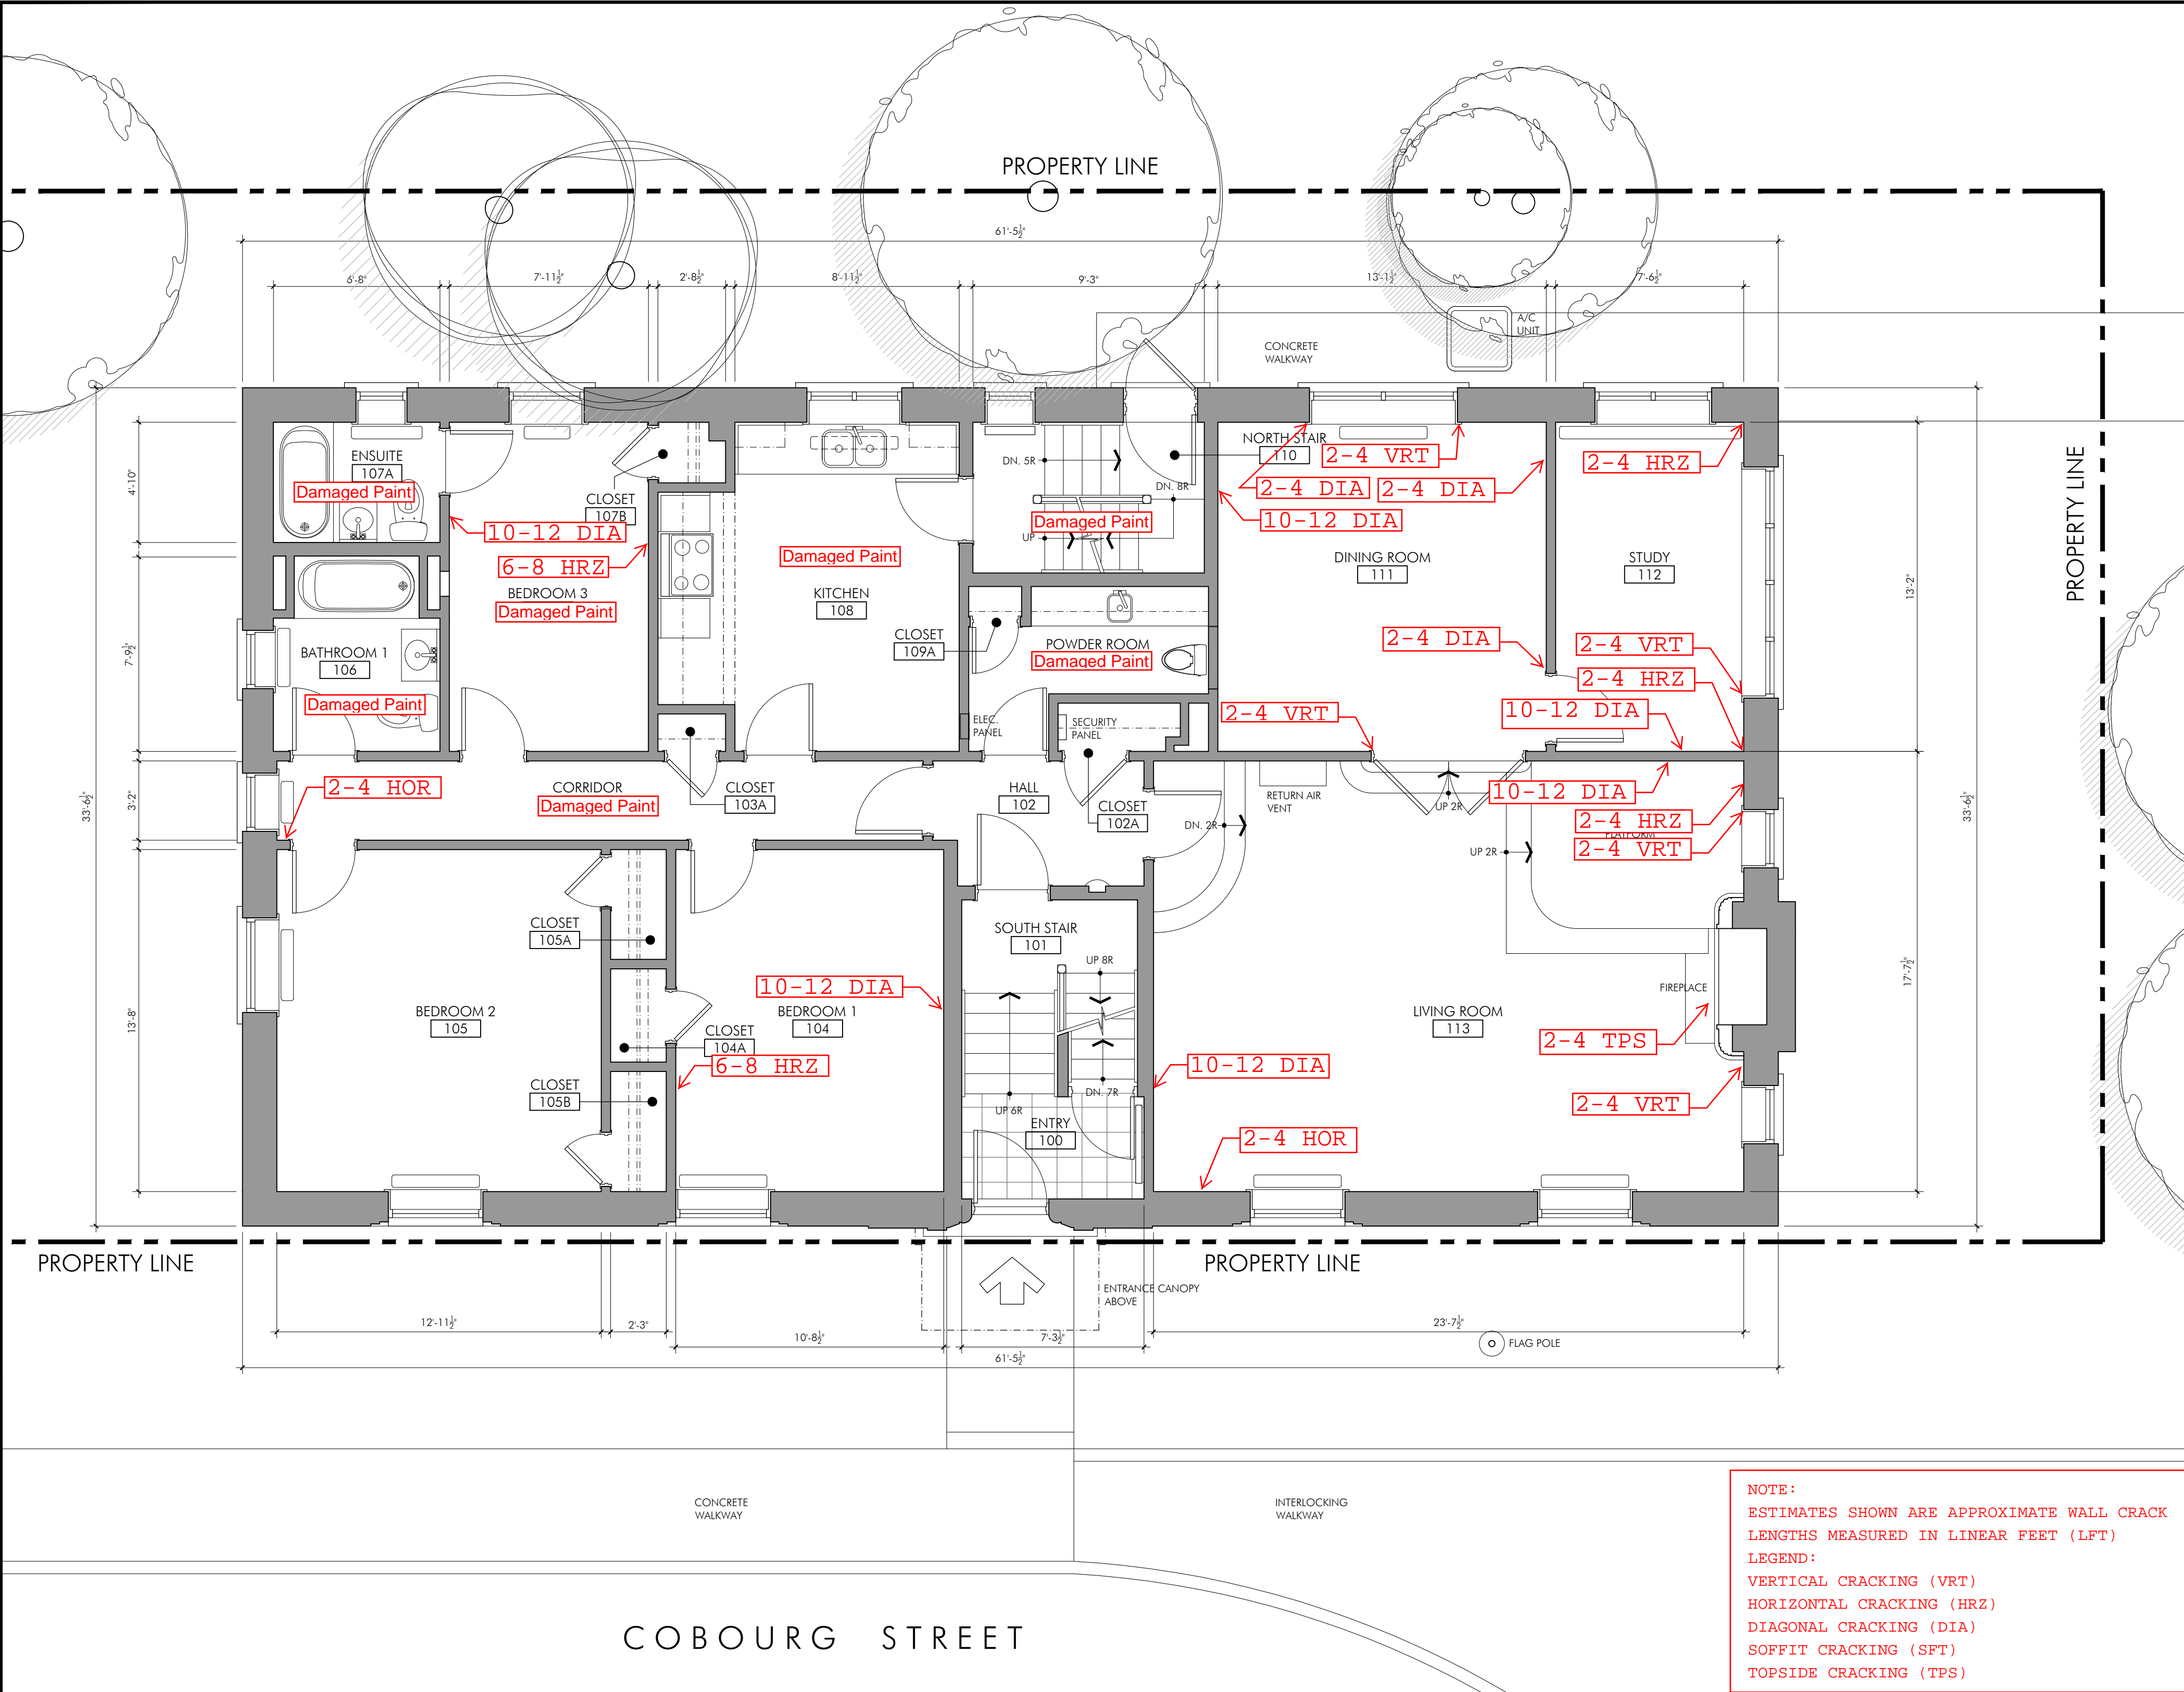 PROPERTY LINE
61'-5½"
6'-8"
7'-11½"
2'-8½"
8'-11½"
9'-3"
13'-1½"
7'-6½"
A/C
UNIT
CONCRETE
WALKWAY
PROPERTY LINE
ENSUITE
107A
Damaged Paint
4'-10"
CLOSET
107B
10-12 DIA
6-8 HRZ
BEDROOM 3
Damaged Paint
Damaged Paint
KITCHEN
108
DN. 5R
DN. 8R
Damaged Paint
UP
NORTH STAIR
110
2-4 VRT
2-4 DIA
2-4 DIA
10-12 DIA
DINING ROOM
111
2-4 HRZ
STUDY
112
13'-2"
7'-9½"
BATHROOM 1
106
Damaged Paint
CLOSET
109A
POWDER ROOM
Damaged Paint
2-4 DIA
2-4 VRT
2-4 HRZ
10-12 DIA
2-4 VRT
ELEC.
PANEL
SECURITY
PANEL
3'-2"
33'-6½"
2-4 HOR
CORRIDOR
Damaged Paint
CLOSET
103A
HALL
102
CLOSET
102A
RETURN AIR
VENT
DN. 2R
UP 2R
10-12 DIA
2-4 HRZ
PLATFORM
2-4 VRT
UP 2R
33'-6½"
CLOSET
105A
SOUTH STAIR
101
UP 8R
10-12 DIA
BEDROOM 2
105
BEDROOM 1
104
CLOSET
104A
6-8 HRZ
13'-8"
FIREPLACE
LIVING ROOM
113
2-4 TPS
17'-7½"
10-12 DIA
CLOSET
105B
UP 6R
DN. 7R
ENTRY
100
2-4 VRT
2-4 HOR
PROPERTY LINE
PROPERTY LINE
ENTRANCE CANOPY
ABOVE
12'-11½"
2'-3"
10'-8½"
7'-3½"
23'-7½"
61'-5½"
FLAG POLE
CONCRETE
WALKWAY
INTERLOCKING
WALKWAY
COBOURG STREET
NOTE:
ESTIMATES SHOWN ARE APPROXIMATE WALL CRACK
LENGTHS MEASURED IN LINEAR FEET (LFT)
LEGEND:
VERTICAL CRACKING (VRT)
HORIZONTAL CRACKING (HRZ)
DIAGONAL CRACKING (DIA)
SOFFIT CRACKING (SFT)
TOPSIDE CRACKING (TPS)